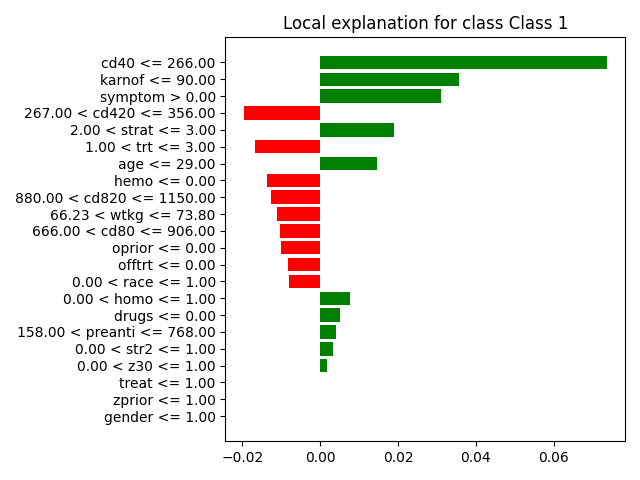 Local explanation for class Class 1
cd40 <= 266.00
karnof <= 90.00
symptom > 0.00
267.00 < cd420 <= 356.00
2.00 < strat <= 3.00
1.00 < trt <= 3.00
age <= 29.00
hemo <= 0.00
880.00 < cd820 <= 1150.00
66.23 < wtkg <= 73.80
666.00 < cd80 <= 906.00
oprior <= 0.00
offtrt <= 0.00
0.00 < race <= 1.00
0.00 < homo <= 1.00
drugs <= 0.00
158.00 < preanti <= 768.00
0.00 < str2 <= 1.00
0.00 < z30 <= 1.00
treat <= 1.00
zprior <= 1.00
gender <= 1.00
−0.02 0.00 0.02 0.04 0.06